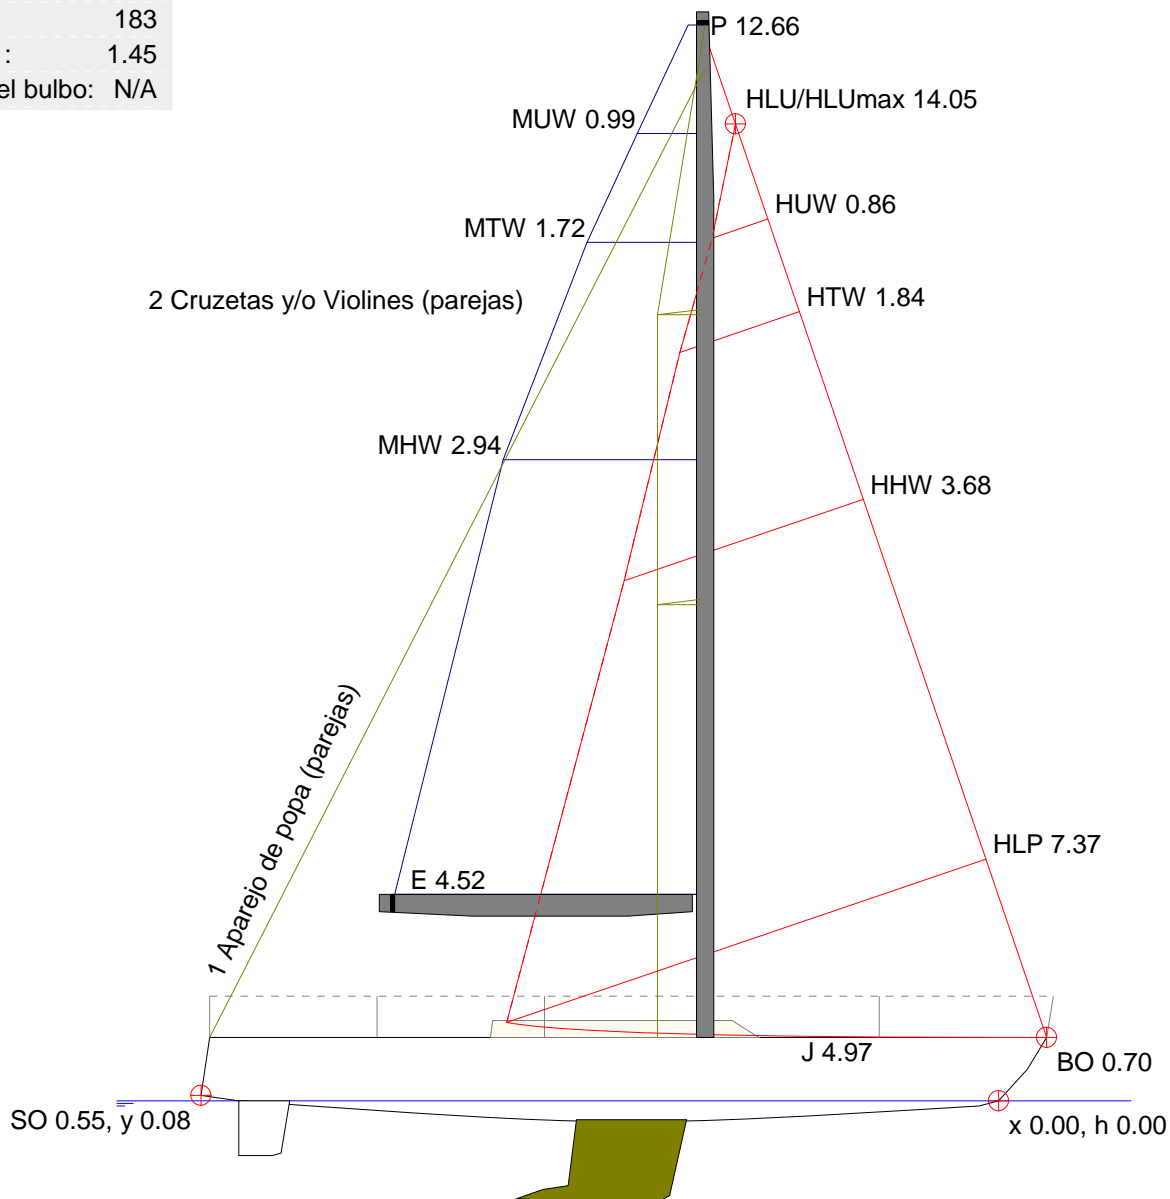 183
: 1.45
el bulbo: N/A
P 12.66
HLU/HLUmax 14.05
MUW 0.99
HUW 0.86
MTW 1.72
HTW 1.84
2 Cruzetas y/o Violines (parejas)
MHW 2.94
HHW 3.68
1 Aparejo de popa (parejas)
HLP 7.37
E 4.52
J 4.97
BO 0.70
SO 0.55, y 0.08
x 0.00, h 0.00